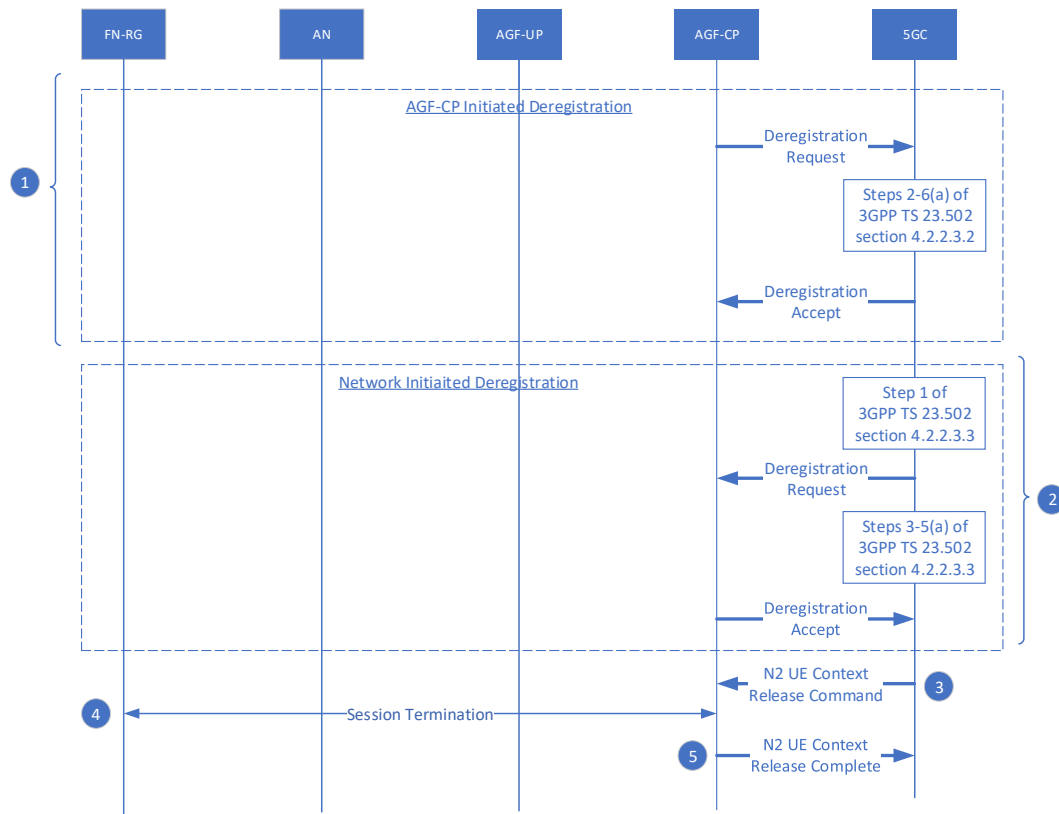 FN-RG
AN
AGF-UP
AGF-CP
5GC
AGF-CP Initiated Deregistration
Deregistration
Request
1
Steps 2-6(a) of
3GPP TS 23.502
section 4.2.2.3.2
Deregistration
Accept
Network Initiaited Deregistration
Step 1 of
3GPP TS 23.502
section 4.2.2.3.3
Deregistration
Request
2
Steps 3-5(a) of
3GPP TS 23.502
section 4.2.2.3.3
Deregistration
Accept
N2 UE Context
Release Command
3
4
Session Termination
5
N2 UE Context
Release Complete